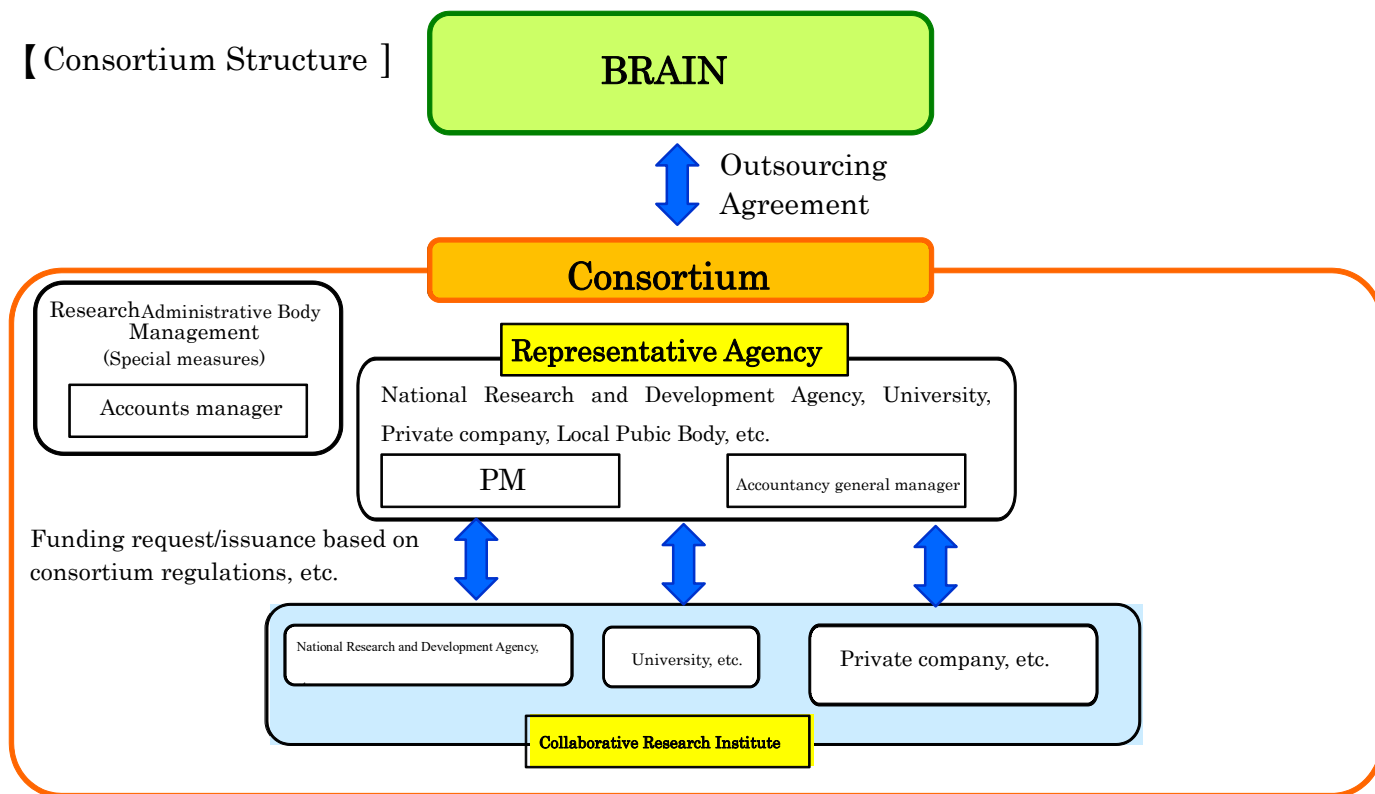 【Consortium Structure ]
BRAIN
Outsourcing
Agreement
Consortium
Research Administrative Body
Management
(Special measures)
Accounts manager
Representative Agency
National Research and Development Agency, University,
Private company, Local Pubic Body, etc.
PM
Accountancy general manager
Funding request/issuance based on
consortium regulations, etc.
National Research and Development Agency,
University, etc.
Private company, etc.
Collaborative Research Institute